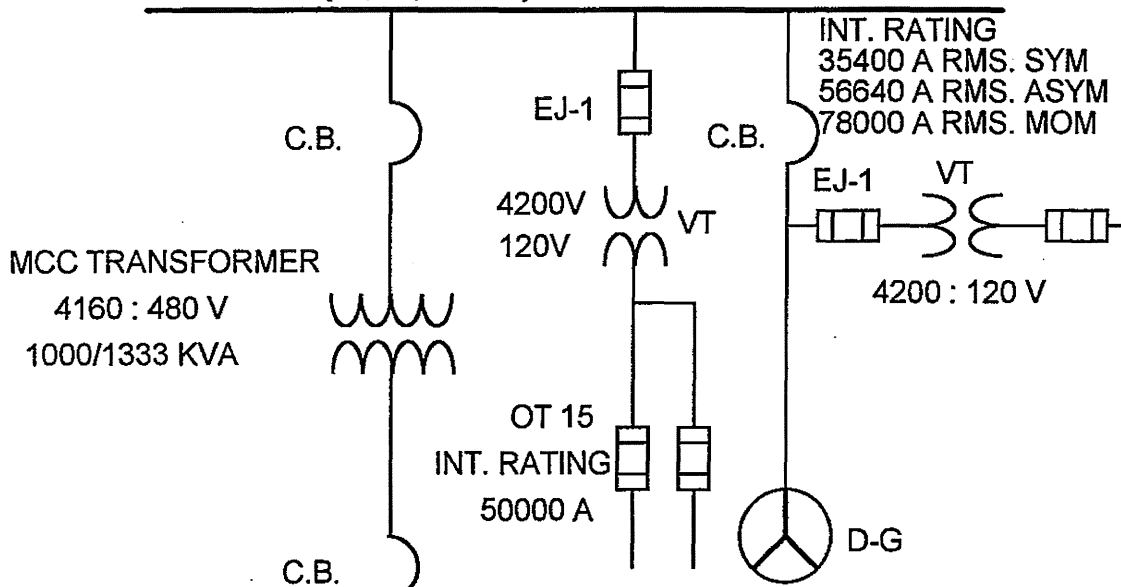 INT. RATING
35400 A RMS. SYM
56640 A RMS. ASYM
78000 A RMS. MOM
EJ-1
C.B.
C.B.
EJ-1
VT
4200V
120V
VT
4200 : 120 V
MCC TRANSFORMER
4160 : 480 V
1000/1333 KVA
OT 15
INT. RATING
50000 A
D-G
C.B.